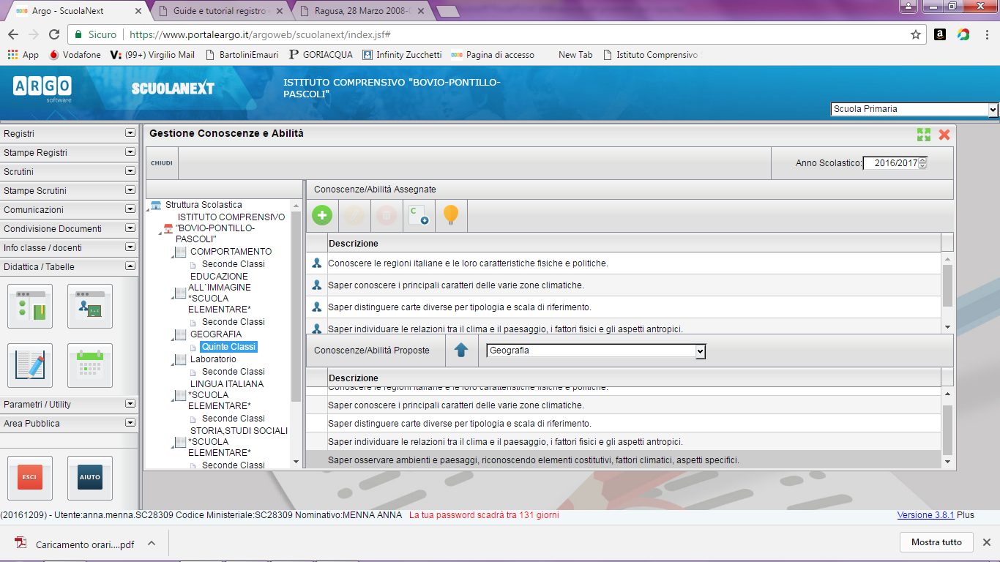 Argo - ScuolaNext
Guide e tutorial registro
Ragusa, 28 Marzo 2008-
Sicuro
https://www.portaleargo.it/argoweb/scuolanext/index.jsf#
App
Vodafone
(99+) Virgilio Mail
BartoliniEmauri
GORIACQUA
Infinity Zucchetti
Pagina di accesso
New Tab
Istituto Comprensivo
ARGO
software
SCUOLANEXT
ISTITUTO COMPRENSIVO "BOVIO-PONTILLO-
PASCOLI"
Scuola Primaria
Registri
Stampe Registri
Scrutini
Stampe Scrutini
Comunicazioni
Condivisione Documenti
Info classe / docenti
Didattica / Tabelle
Parametri / Utility
Area Pubblica
ESCI
AIUTO
Gestione Conoscenze e Abilità
CHIUDI
Anno Scolastico:
2016/2017
Struttura Scolastica
ISTITUTO COMPRENSIVO
"BOVIO-PONTILLO-
PASCOLI"
COMPORTAMENTO
Seconde Classi
EDUCAZIONE
ALL`IMMAGINE
*SCUOLA
ELEMENTARE*
Seconde Classi
GEOGRAFIA
Quinte Classi
Laboratorio
Seconde Classi
LINGUA ITALIANA
*SCUOLA
ELEMENTARE*
Seconde Classi
STORIA,STUDI SOCIALI
*SCUOLA
ELEMENTARE*
Seconde Classi
Conoscenze/Abilità Assegnate
C
Descrizione
Conoscere le regioni italiane e le loro caratteristiche fisiche e politiche.
Saper conoscere i principali caratteri delle varie zone climatiche.
Saper distinguere carte diverse per tipologia e scala di riferimento.
Saper individuare le relazioni tra il clima e il paesaggio, i fattori fisici e gli aspetti antropici.
Conoscenze/Abilità Proposte
Geografia
Descrizione
Conoscere le regioni italiane e le loro caratteristiche fisiche e politiche.
Saper conoscere i principali caratteri delle varie zone climatiche.
Saper distinguere carte diverse per tipologia e scala di riferimento.
Saper individuare le relazioni tra il clima e il paesaggio, i fattori fisici e gli aspetti antropici.
Saper osservare ambienti e paesaggi, riconoscendo elementi costitutivi, fattori climatici, aspetti specifici.
(20161209) - Utente:anna.menna.SC28309 Codice Ministeriale:SC28309 Nominativo:MENNA ANNA La tua password scadrà tra 131 giorni
Versione 3.8.1 Plus
Caricamento orari....pdf
Mostra tutto